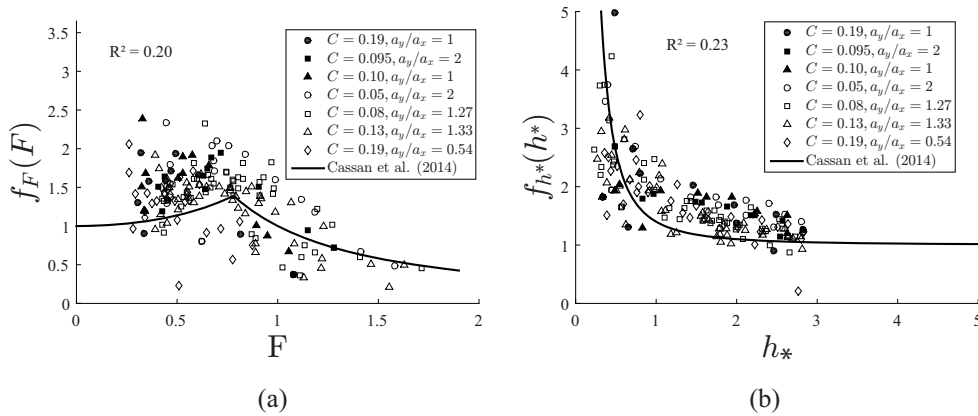 R² = 0.20
C = 0.19, a_y/a_x = 1
C = 0.095, a_y/a_x = 2
C = 0.10, a_y/a_x = 1
C = 0.05, a_y/a_x = 2
C = 0.08, a_y/a_x = 1.27
C = 0.13, a_y/a_x = 1.33
C = 0.19, a_y/a_x = 0.54
Cassan et al. (2014)
3.5
3
2.5
2
1.5
1
0.5
0
f_F(F)
0 0.5 1 1.5 2
F
(a)
R² = 0.23
C = 0.19, a_y/a_x = 1
C = 0.095, a_y/a_x = 2
C = 0.10, a_y/a_x = 1
C = 0.05, a_y/a_x = 2
C = 0.08, a_y/a_x = 1.27
C = 0.13, a_y/a_x = 1.33
C = 0.19, a_y/a_x = 0.54
Cassan et al. (2014)
5
4
3
2
1
0
f_{h*}(h*)
0 1 2 3 4 5
h_*
(b)